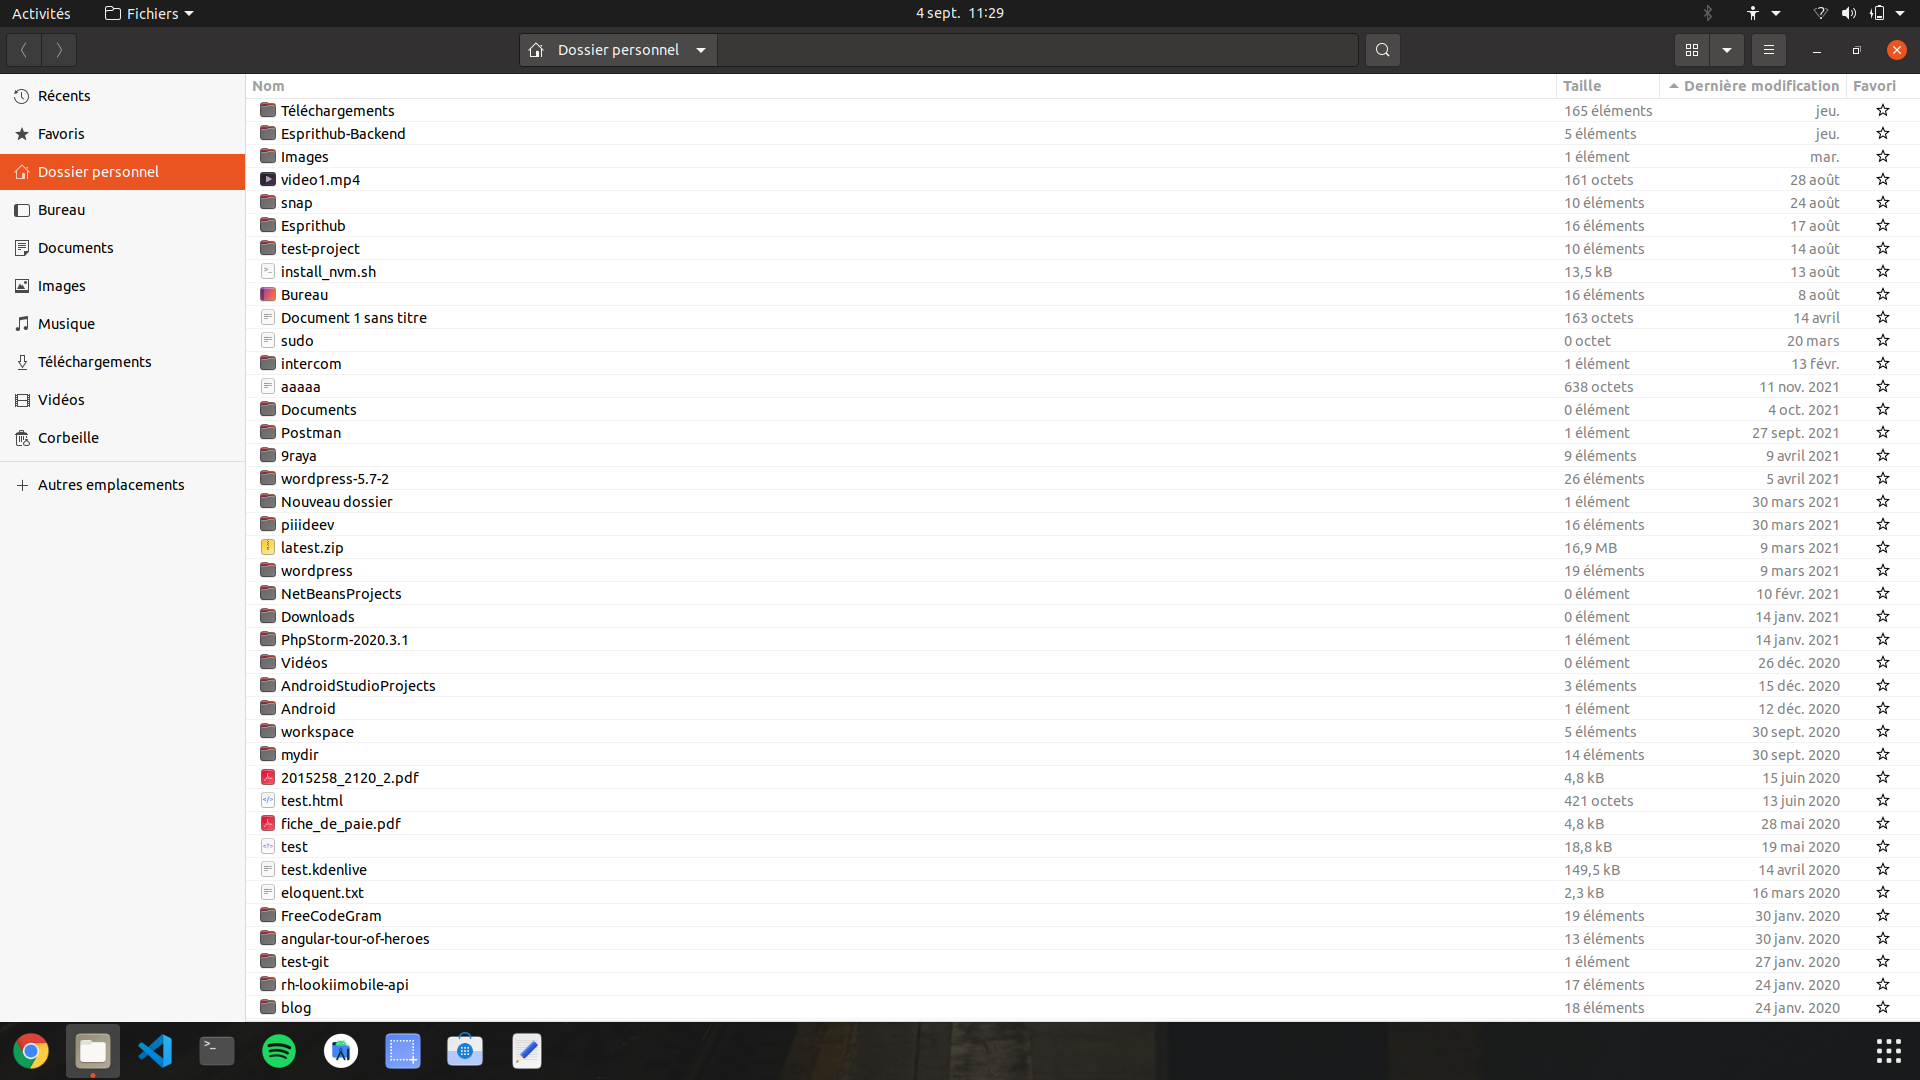 Activités Fichiers 4 sept. 11:29
Dossier personnel
Récents
Favoris
Dossier personnel
Bureau
Documents
Images
Musique
Téléchargements
Vidéos
Corbeille
Autres emplacements
Nom Taille Dernière modification Favori
Téléchargements 165 éléments jeu.
Esprithub-Backend 5 éléments jeu.
Images 1 élément mar.
video1.mp4 161 octets 28 août
snap 10 éléments 24 août
Esprithub 16 éléments 17 août
test-project 10 éléments 14 août
install_nvm.sh 13,5 kB 13 août
Bureau 16 éléments 8 août
Document 1 sans titre 163 octets 14 avril
sudo 0 octet 20 mars
intercom 1 élément 13 févr.
aaaaa 638 octets 11 nov. 2021
Documents 0 élément 4 oct. 2021
Postman 1 élément 27 sept. 2021
9raya 9 éléments 9 avril 2021
wordpress-5.7-2 26 éléments 5 avril 2021
Nouveau dossier 1 élément 30 mars 2021
piiideev 16 éléments 30 mars 2021
latest.zip 16,9 MB 9 mars 2021
wordpress 19 éléments 9 mars 2021
NetBeansProjects 0 élément 10 févr. 2021
Downloads 0 élément 14 janv. 2021
PhpStorm-2020.3.1 1 élément 14 janv. 2021
Vidéos 0 élément 26 déc. 2020
AndroidStudioProjects 3 éléments 15 déc. 2020
Android 1 élément 12 déc. 2020
workspace 5 éléments 30 sept. 2020
mydir 14 éléments 30 sept. 2020
2015258_2120_2.pdf 4,8 kB 15 juin 2020
test.html 421 octets 13 juin 2020
fiche_de_paie.pdf 4,8 kB 28 mai 2020
test 18,8 kB 19 mai 2020
test.kdenlive 149,5 kB 14 avril 2020
eloquent.txt 2,3 kB 16 mars 2020
FreeCodeGram 19 éléments 30 janv. 2020
angular-tour-of-heroes 13 éléments 30 janv. 2020
test-git 1 élément 27 janv. 2020
rh-lookiimobile-api 17 éléments 24 janv. 2020
blog 18 éléments 24 janv. 2020